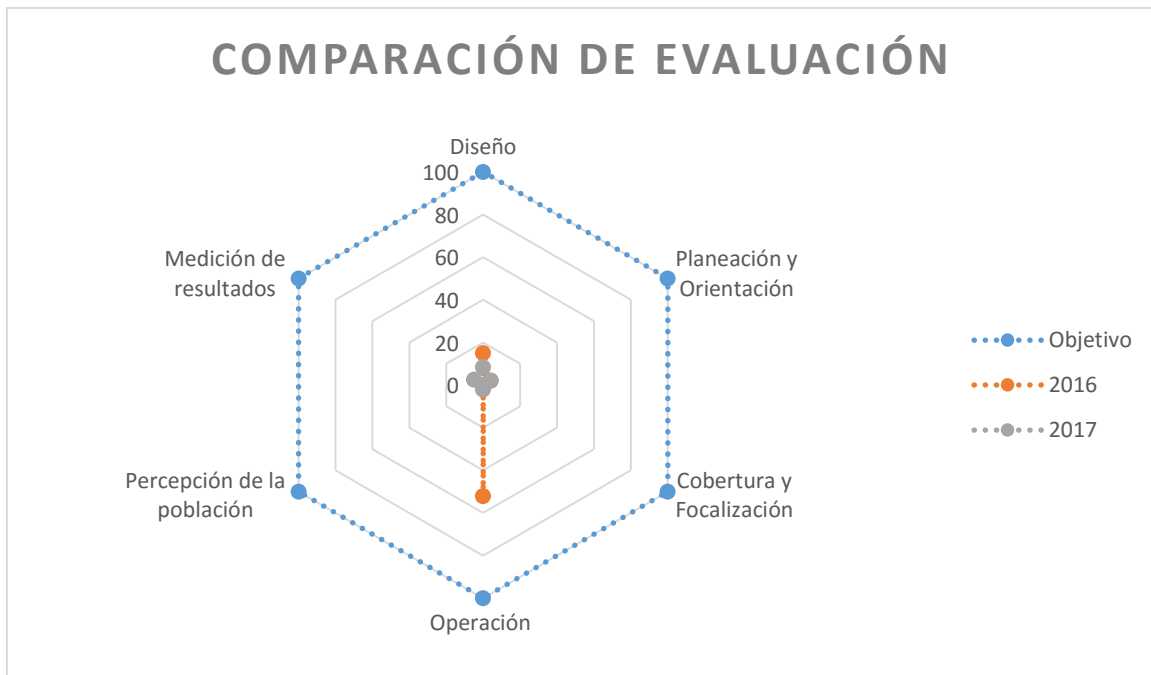 COMPARACIÓN DE EVALUACIÓN
Diseño
100
80
60
40
20
0
Planeación y
Orientación
Cobertura y
Focalización
Operación
Percepción de la
población
Medición de
resultados
Objetivo
2016
2017